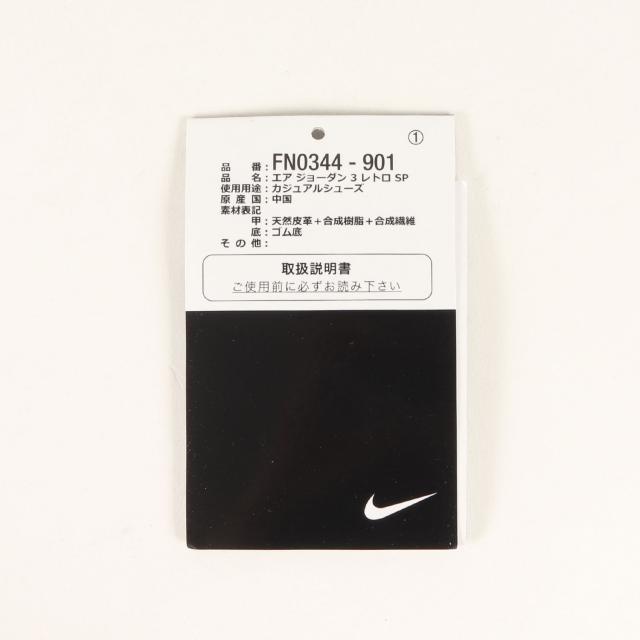 ①
品番：FN0344 - 901
品名：エア ジョーダン 3 レトロ SP
使用用途：カジュアルシューズ
原産国：中国
素材表記
甲：天然皮革＋合成樹脂＋合成繊維
底：ゴム底
その他：
取扱説明書
ご使用前に必ずお読み下さい